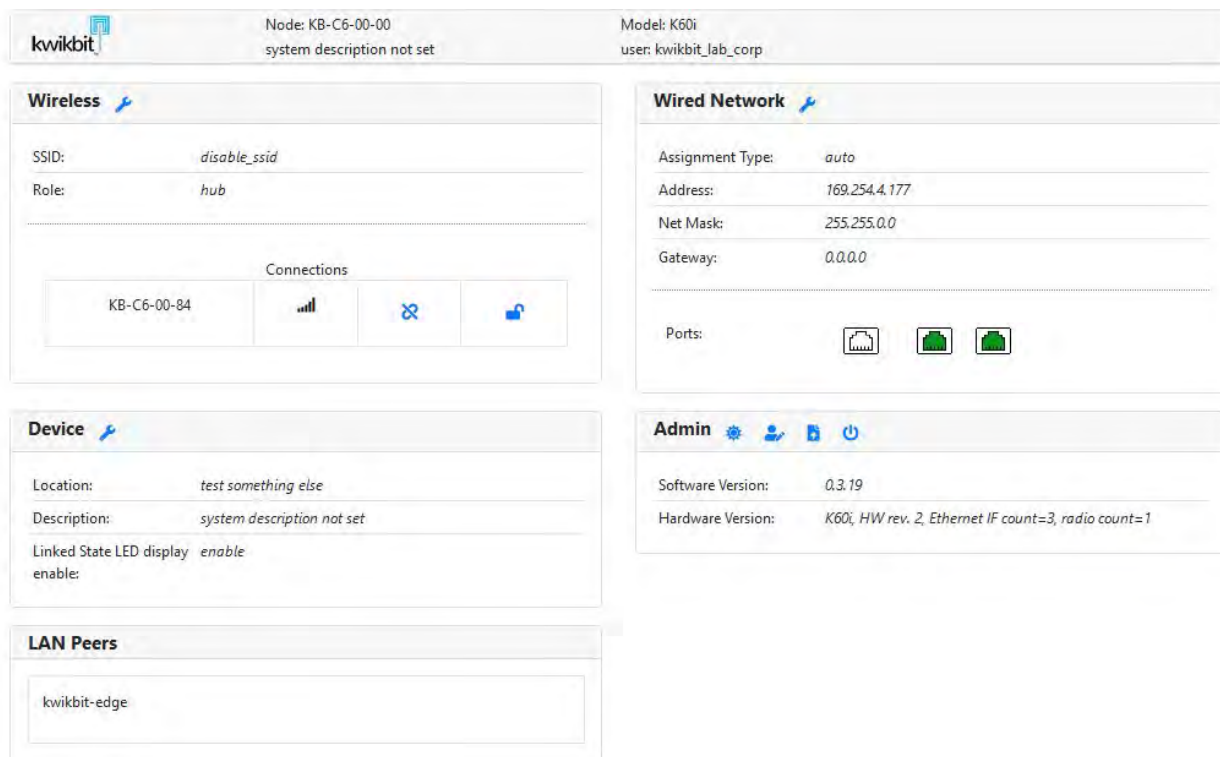 kwikbit
Node: KB-C6-00-00
system description not set
Model: K60i
user: kwikbit_lab_corp
Wireless
SSID: disable_ssid
Role: hub
Connections
KB-C6-00-84
Wired Network
Assignment Type: auto
Address: 169.254.4.177
Net Mask: 255.255.0.0
Gateway: 0.0.0.0
Ports:
Device
Location: test something else
Description: system description not set
Linked State LED display enable
enable:
Admin
Software Version: 0.3.19
Hardware Version: K60i, HW rev. 2, Ethernet IF count=3, radio count=1
LAN Peers
kwikbit-edge